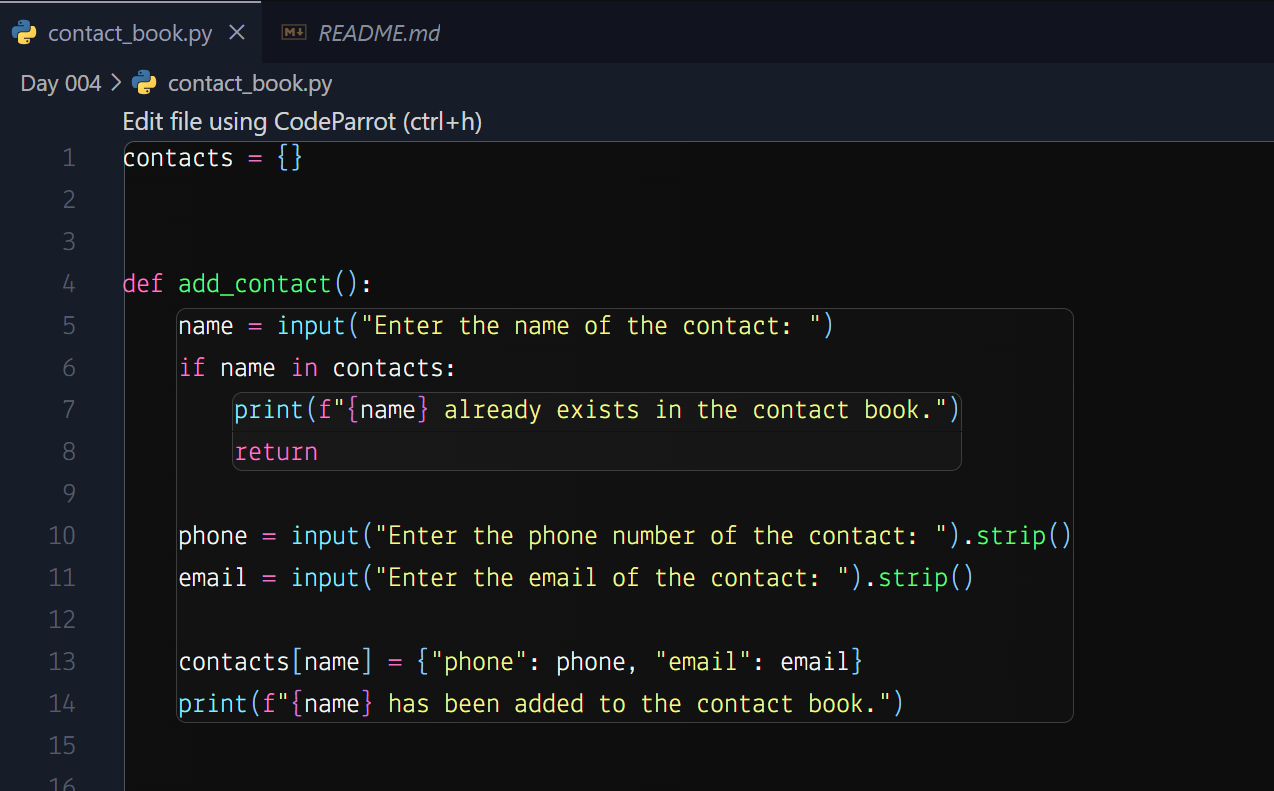 contact_book.py README.md
Day 004 > contact_book.py
Edit file using CodeParrot (ctrl+h)
1 contacts = {}
2
3
4 def add_contact():
5     name = input("Enter the name of the contact: ")
6     if name in contacts:
7         print(f"{name} already exists in the contact book.")
8         return
9
10     phone = input("Enter the phone number of the contact: ").strip()
11     email = input("Enter the email of the contact: ").strip()
12
13     contacts[name] = {"phone": phone, "email": email}
14     print(f"{name} has been added to the contact book.")
15
16